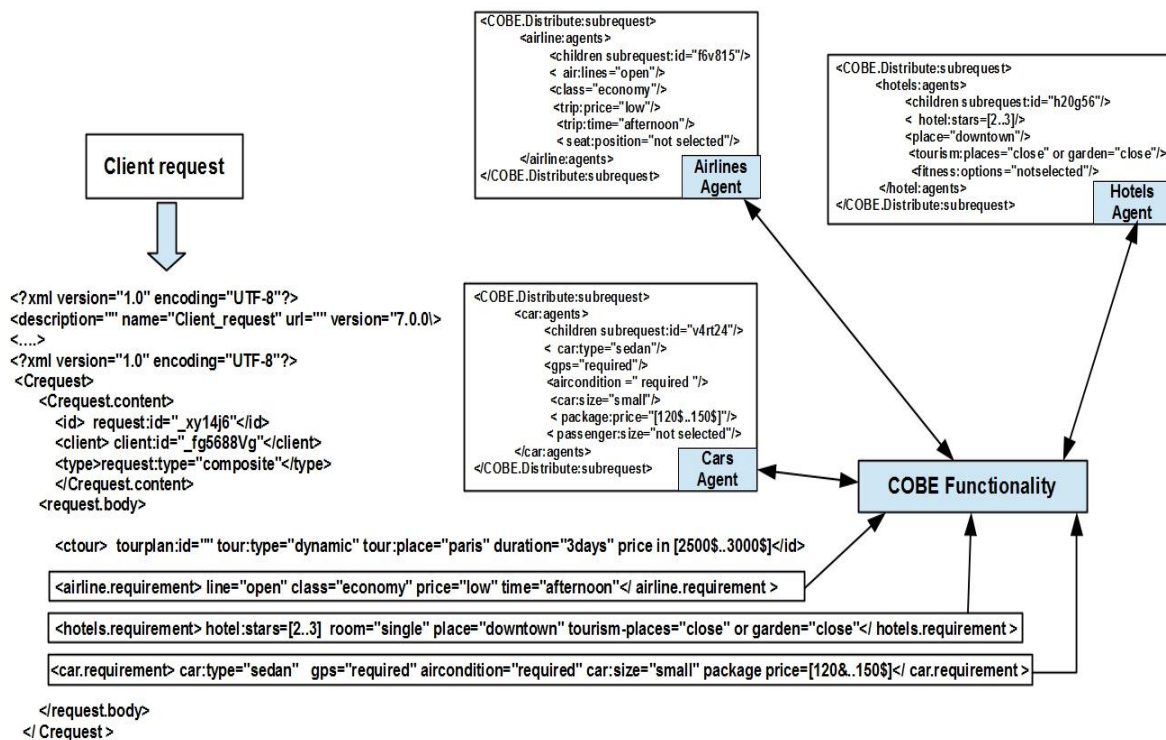 Client request
<?xml version="1.0" encoding="UTF-8"?>
<description="" name="Client_request" url="" version="7.0.0\>
<....>
<?xml version="1.0" encoding="UTF-8"?>
<Crequest>
<Crequest.content>
<id> request:id="_xy14j6"</id>
<client> client:id="_fg5688Vg"</client>
<type>request:type="composite"</type>
</Crequest.content>
<request.body>
<ctour> tourplan:id="" tour:type="dynamic" tour:place="paris" duration="3days" price in [2500$..3000$]</id>
<airline.requirement> line="open" class="economy" price="low" time="afternoon"</ airline.requirement >
<hotels.requirement> hotel:stars=[2..3] room="single" place="downtown" tourism-places="close" or garden="close"</ hotels.requirement >
<car.requirement> car:type="sedan" gps="required" aircondition="required" car:size="small" package price=[120&..150$]</ car.requirement >
</request.body>
</ Crequest >
<COBE.Distribute:subrequest>
<airline:agents>
<children subrequest:id="f6v815"/>
< air:lines="open"/>
<class="economy"/>
<trip:price="low"/>
<trip:time="afternoon"/>
< seat:position="not selected"/>
</airline:agents>
</COBE.Distribute:subrequest>
Airlines
Agent
<COBE.Distribute:subrequest>
<hotels:agents>
<children subrequest:id="h20g56"/>
< hotel:stars=[2..3]/>
<place="downtown"/>
<tourism:places="close" or garden="close"/>
<fitness:options="notselected"/>
</hotel:agents>
</COBE.Distribute:subrequest>
Hotels
Agent
<COBE.Distribute:subrequest>
<car:agents>
<children subrequest:id="v4rt24"/>
< car:type="sedan"/>
<gps="required"/>
<aircondition =" required "/>
<car:size="small"/>
< package:price="[120$..150$]"/>
< passenger:size="not selected"/>
</car:agents>
</COBE.Distribute:subrequest>
Cars
Agent
COBE Functionality